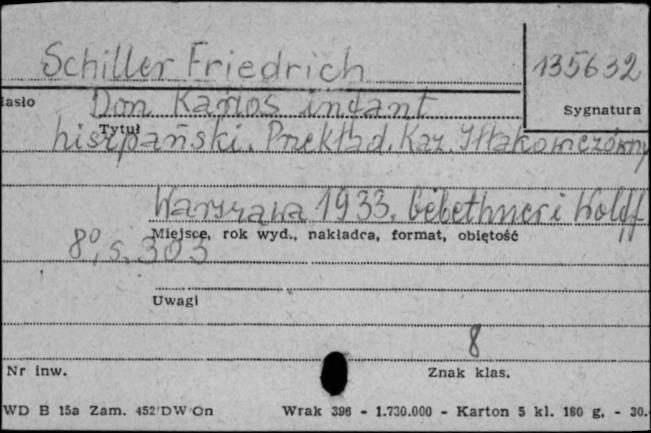 Schiller Friedrich
135632
Hasło
Sygnatura
Don Karlos infant
Tytuł
hiszpański. Przekład. Kaz. Iłłakowiczówny
Warszawa 1933. Gebethner i Wolff
Miejsce, rok wyd., nakładca, format, objętość
8°, s. 303
Uwagi
8
Nr inw.
Znak klas.
WD B 15a Zam. 452 DW On Wrak 396 - 1.730.000 - Karton 5 kl. 180 g, - 30.